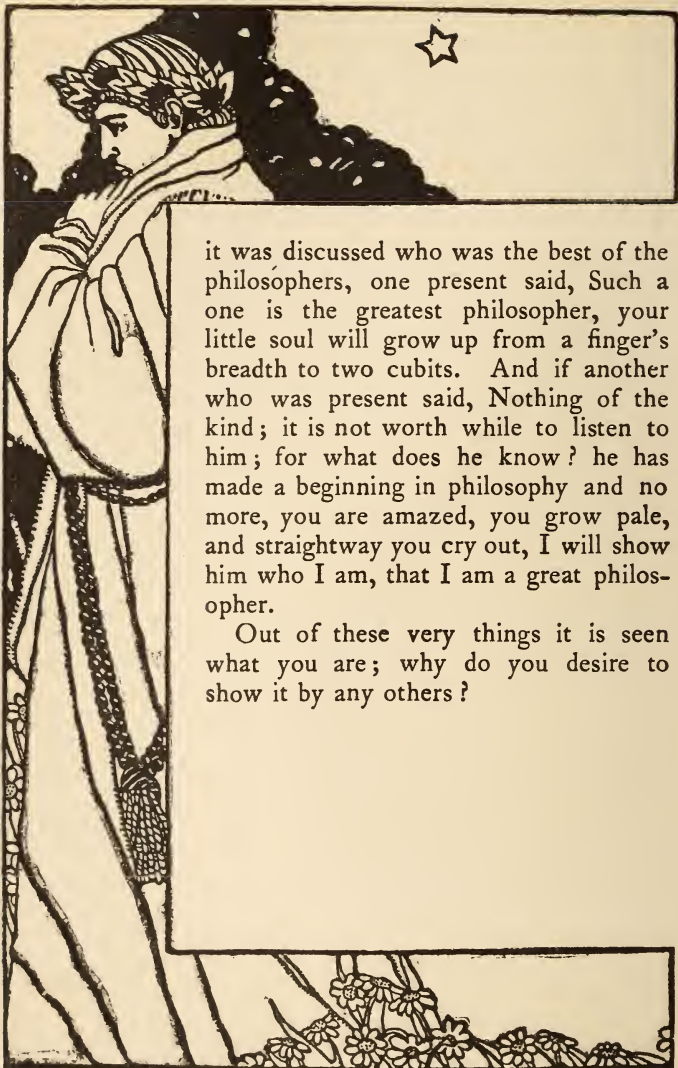 it was discussed who was the best of the
philosophers, one present said, Such a
one is the greatest philosopher, your
little soul will grow up from a finger's
breadth to two cubits. And if another
who was present said, Nothing of the
kind; it is not worth while to listen to
him; for what does he know? he has
made a beginning in philosophy and no
more, you are amazed, you grow pale,
and straightway you cry out, I will show
him who I am, that I am a great philos-
opher.
Out of these very things it is seen
what you are; why do you desire to
show it by any others?